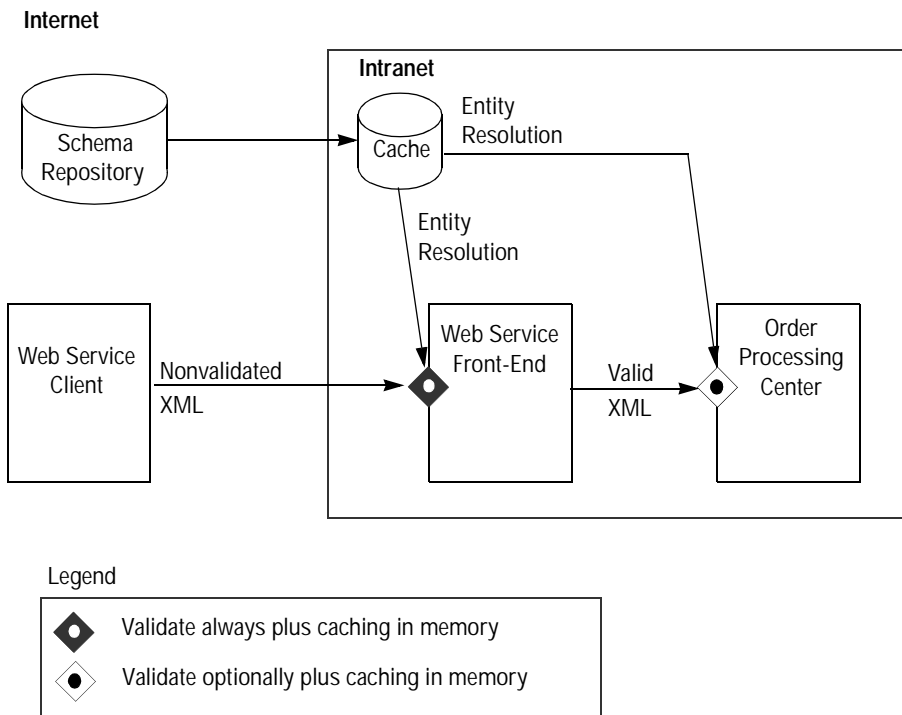 Internet
Intranet
Schema
Repository
Cache
Entity
Resolution
Entity
Resolution
Web Service
Client
Nonvalidated
XML
Web Service
Front-End
Valid
XML
Order
Processing
Center
Legend
Validate always plus caching in memory
Validate optionally plus caching in memory